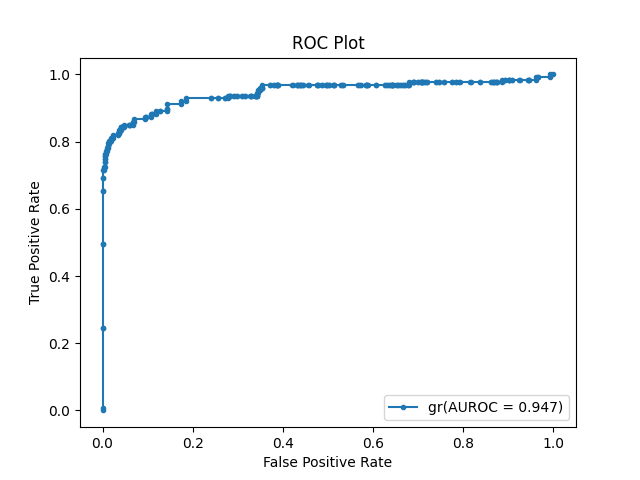 ROC Plot
1.0
0.8
0.6
0.4
0.2
0.0
True Positive Rate
gr(AUROC = 0.947)
0.0 0.2 0.4 0.6 0.8 1.0
False Positive Rate